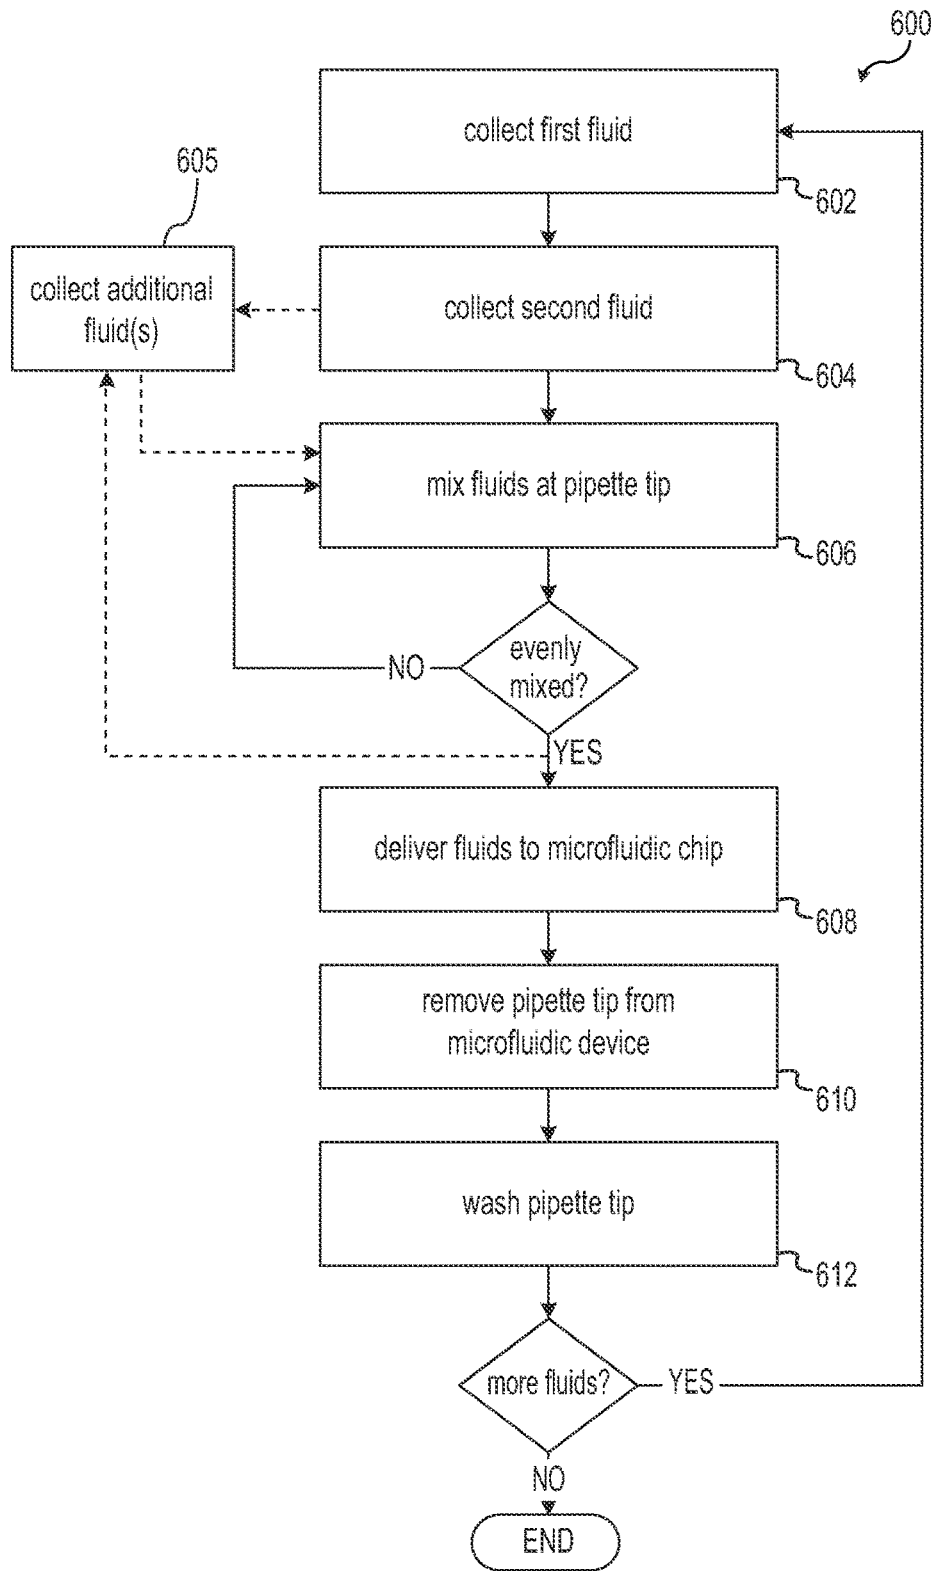 600
collect first fluid
602
605
collect additional
fluid(s)
collect second fluid
604
mix fluids at pipette tip
606
evenly
mixed?
NO
YES
deliver fluids to microfluidic chip
608
remove pipette tip from
microfluidic device
610
wash pipette tip
612
more fluids?
YES
NO
END